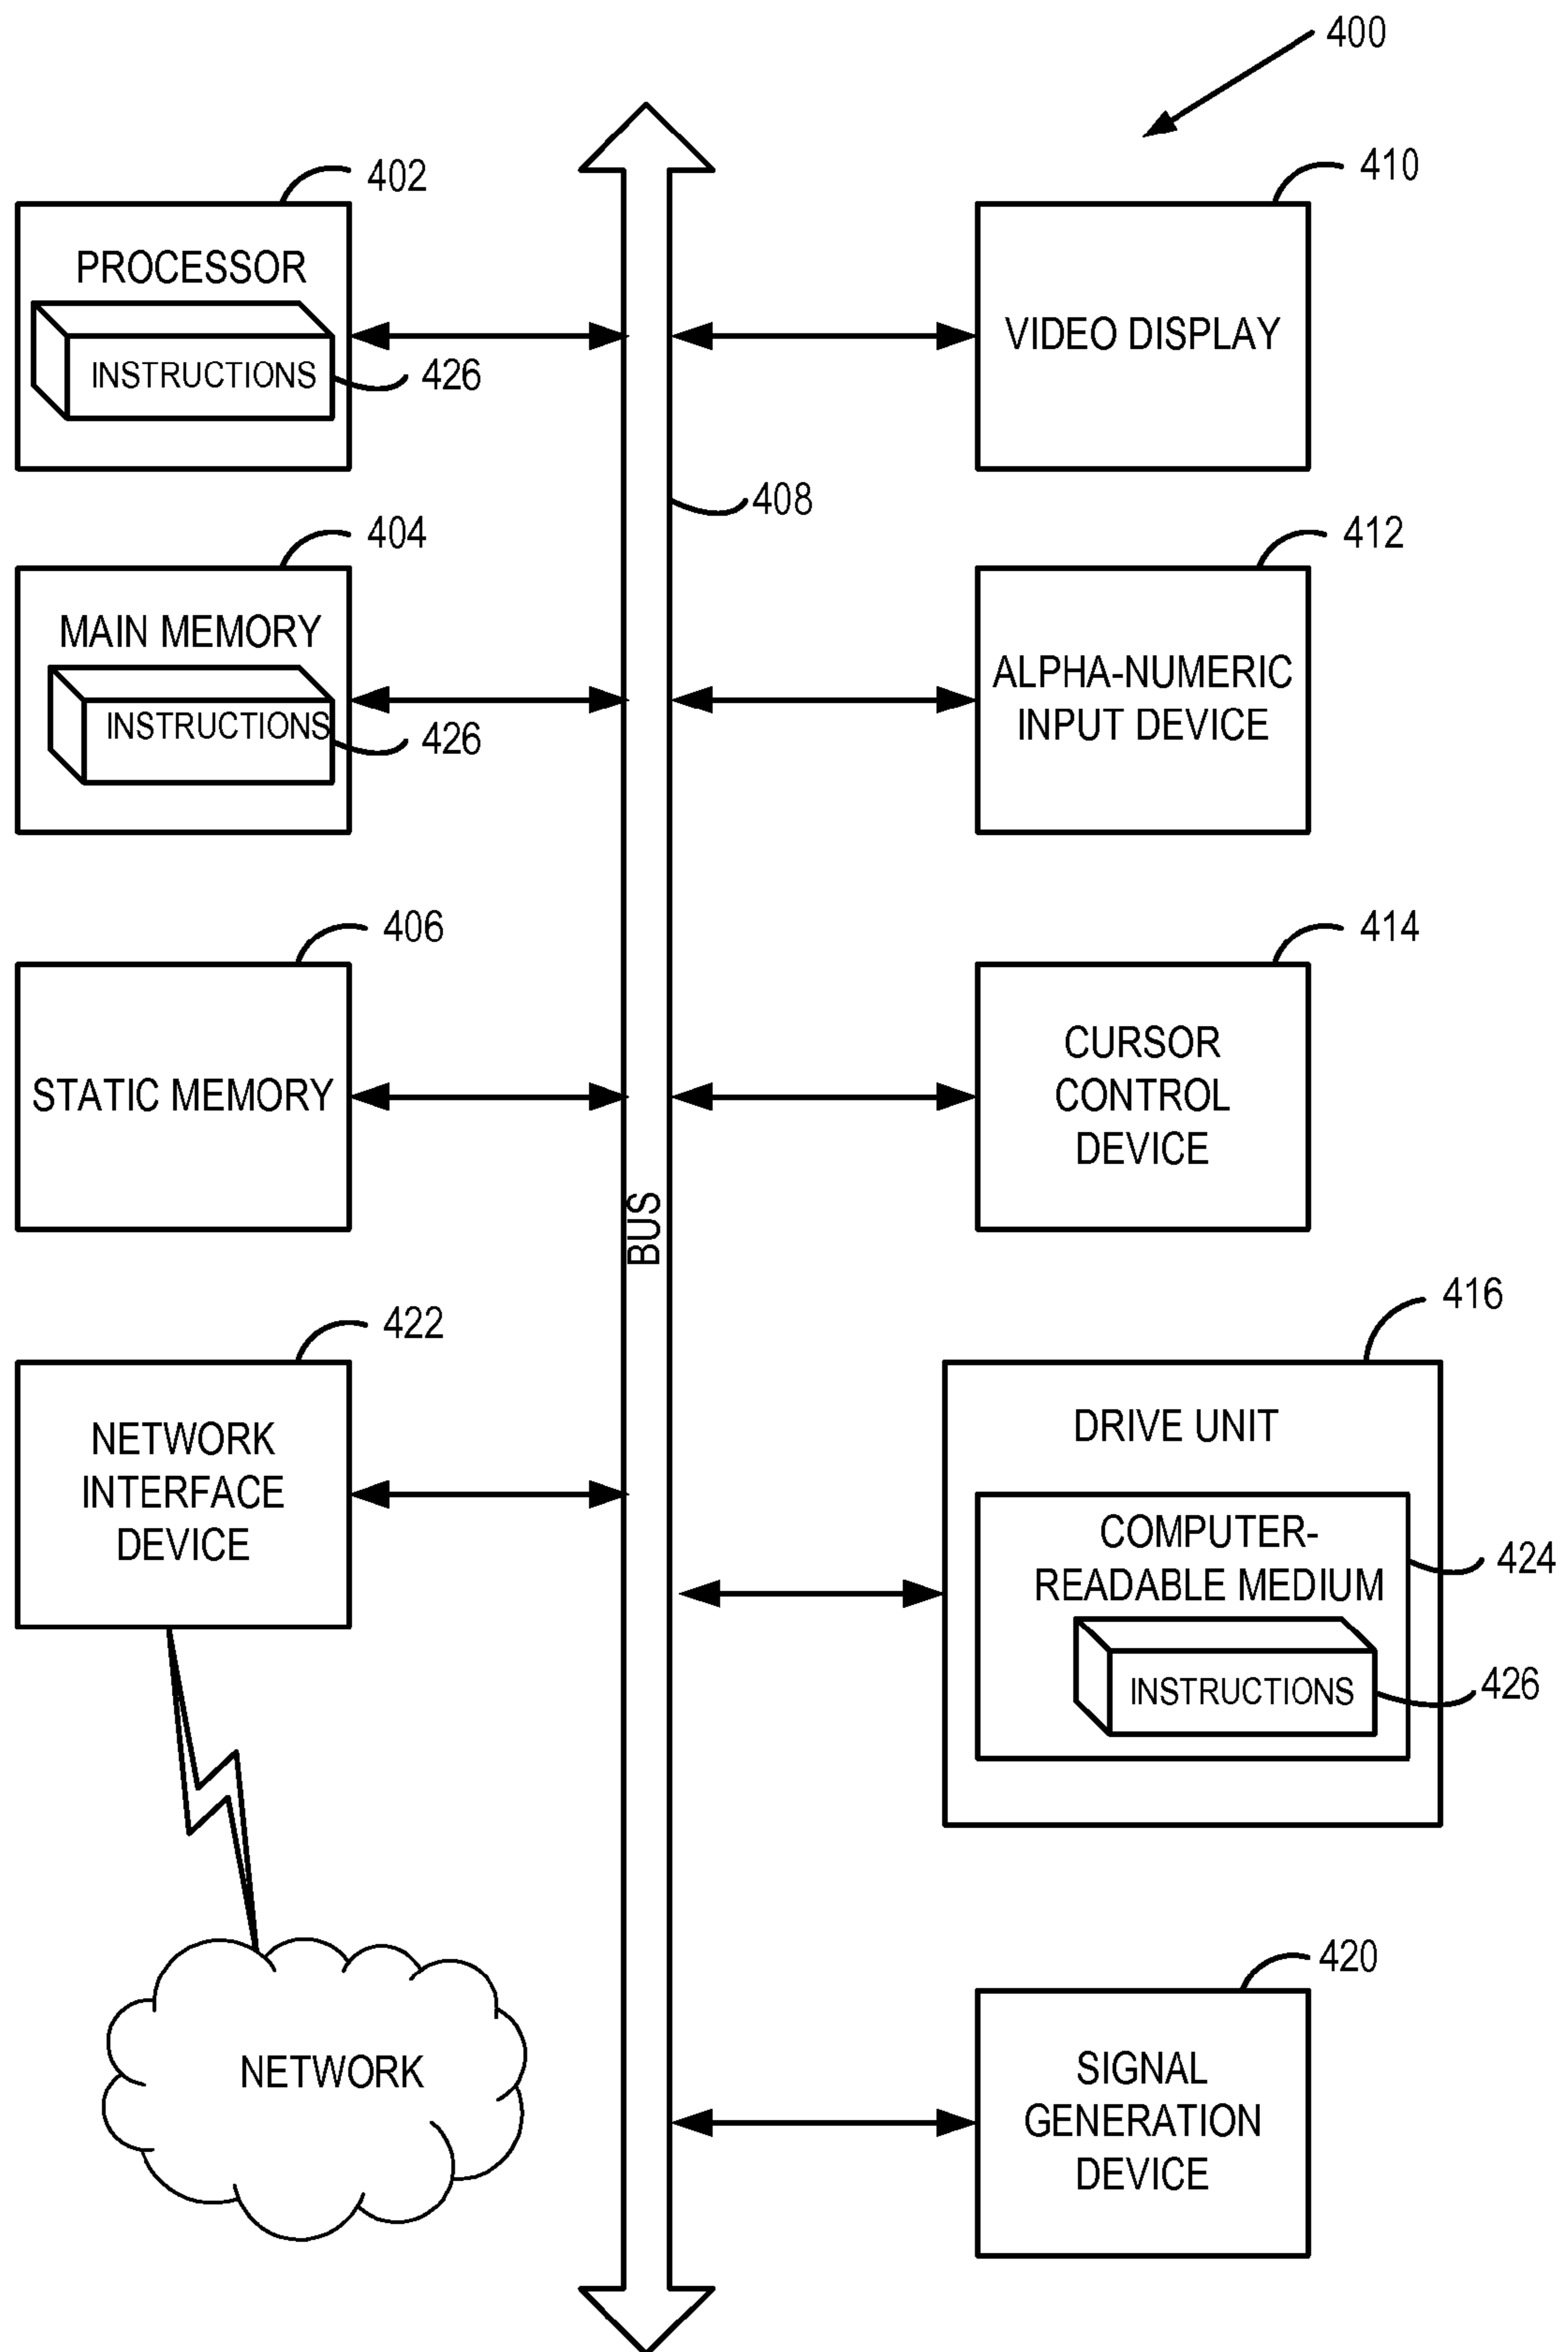 400
402
PROCESSOR
INSTRUCTIONS
426
410
VIDEO DISPLAY
408
404
MAIN MEMORY
INSTRUCTIONS
426
412
ALPHA-NUMERIC
INPUT DEVICE
406
STATIC MEMORY
414
CURSOR
CONTROL
DEVICE
BUS
422
NETWORK
INTERFACE
DEVICE
416
DRIVE UNIT
COMPUTER-
READABLE MEDIUM
424
INSTRUCTIONS
426
NETWORK
420
SIGNAL
GENERATION
DEVICE